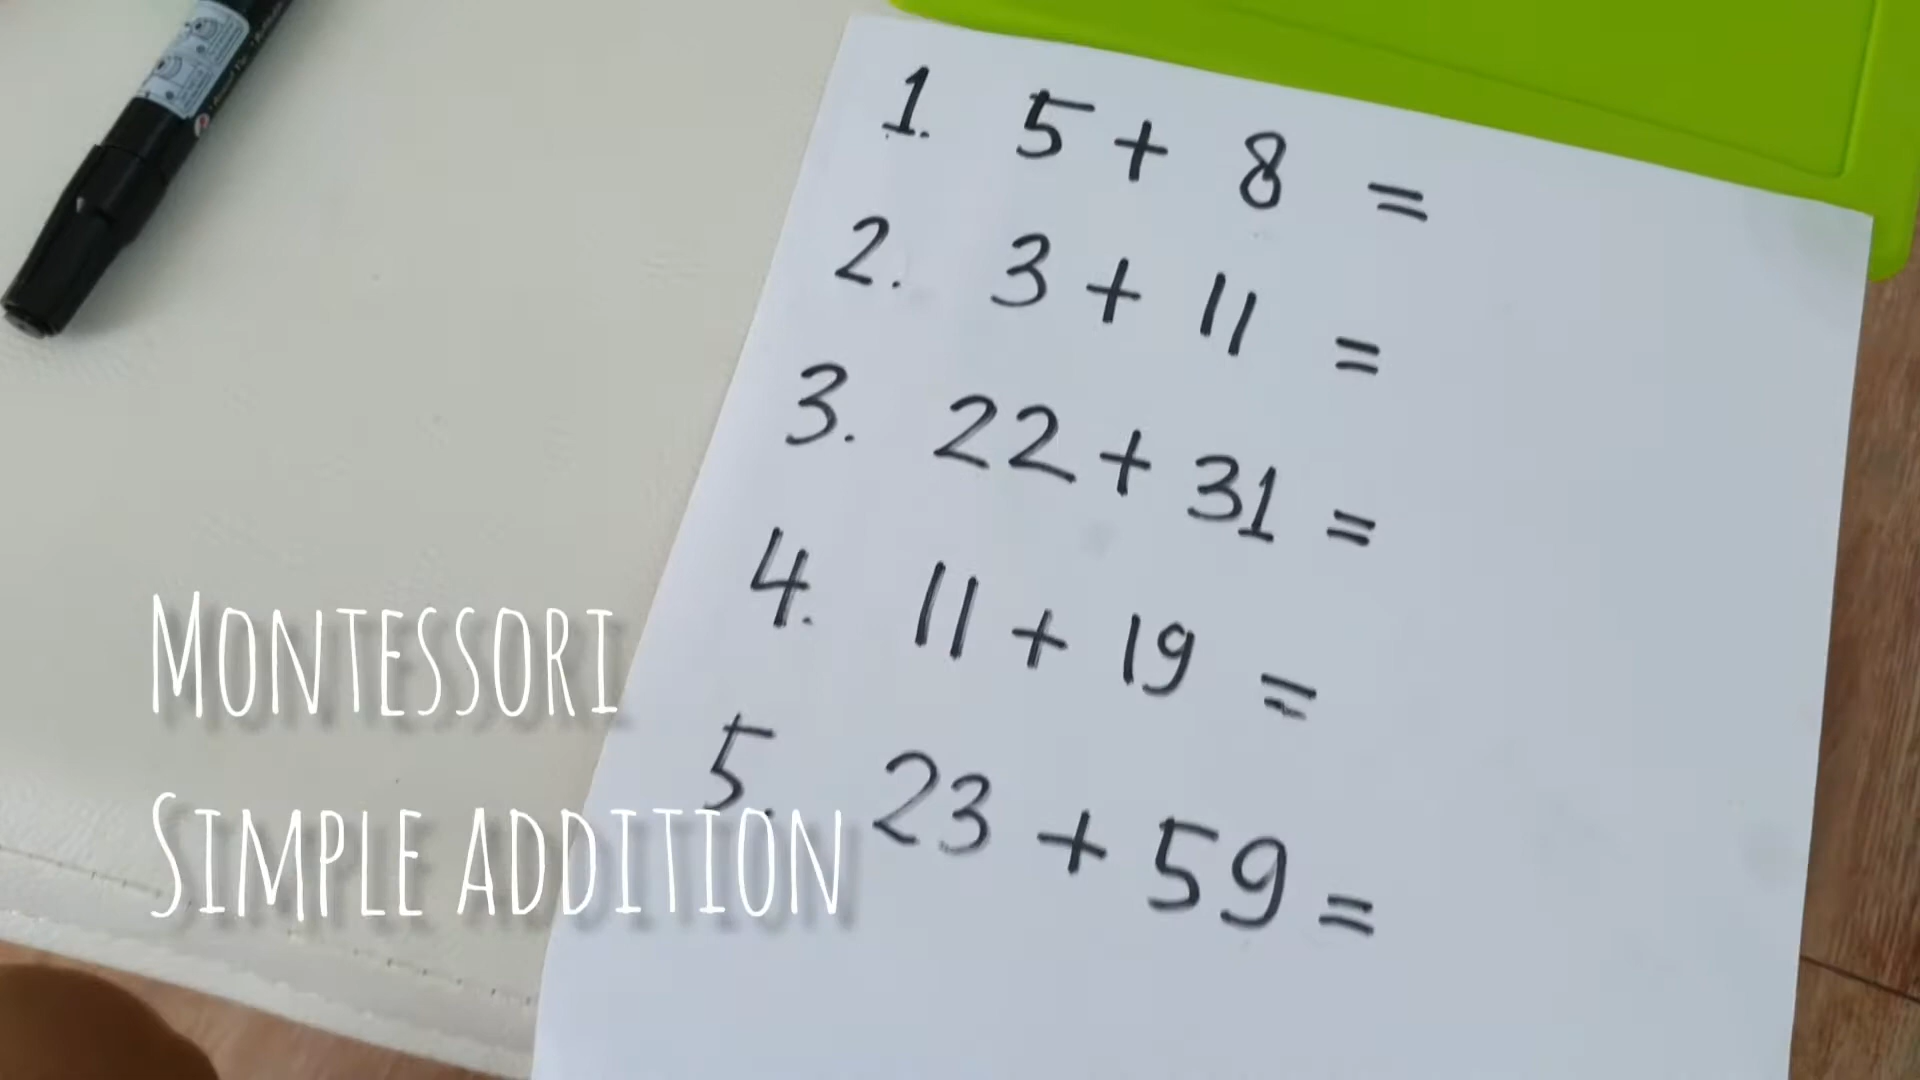 1. 5 + 8 =
2. 3 + 11 =
3. 22 + 31 =
4. 11 + 19 =
5. 23 + 59 =
MONTESSORI
SIMPLE ADDITION